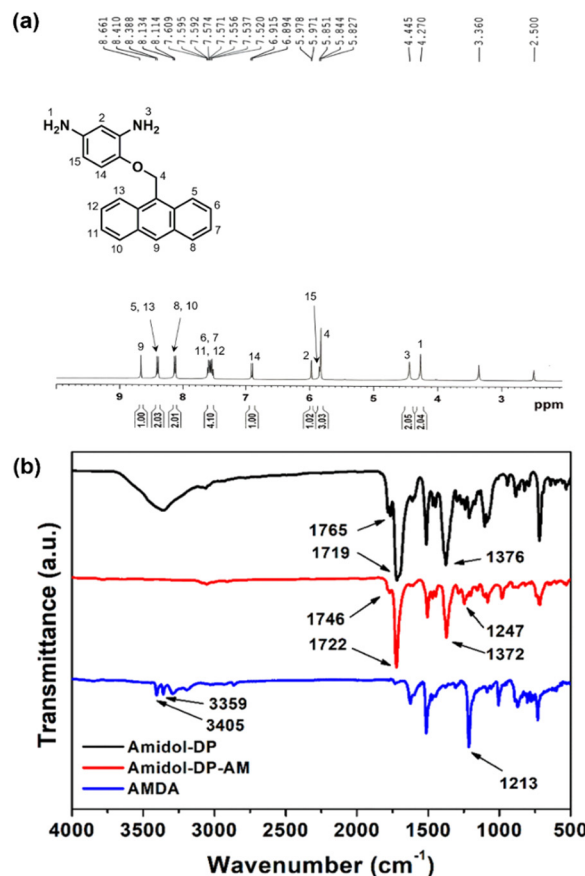 (a)
8.661
8.410
8.388
8.134
8.114
7.609
7.595
7.592
7.574
7.571
7.556
7.537
7.520
6.915
6.894
5.978
5.971
5.851
5.844
5.827
4.445
4.270
3.360
2.500
1 2 3
H₂N NH₂
15 O 4
14
13 5
12 6
11 7
10 9 8
15
5, 13 8, 10 4
6, 7
9 11, 12 14 2 3 1
9 8 7 6 5 4 3 ppm
1.00 2.03 2.01 4.10 1.00 1.02 3.03 2.05 2.04
(b)
Transmittance (a.u.)
1765
1719 1376
1746 1247
1722 1372
3359
3405 1213
Amidol-DP
Amidol-DP-AM
AMDA
4000 3500 3000 2500 2000 1500 1000 500
Wavenumber (cm⁻¹)